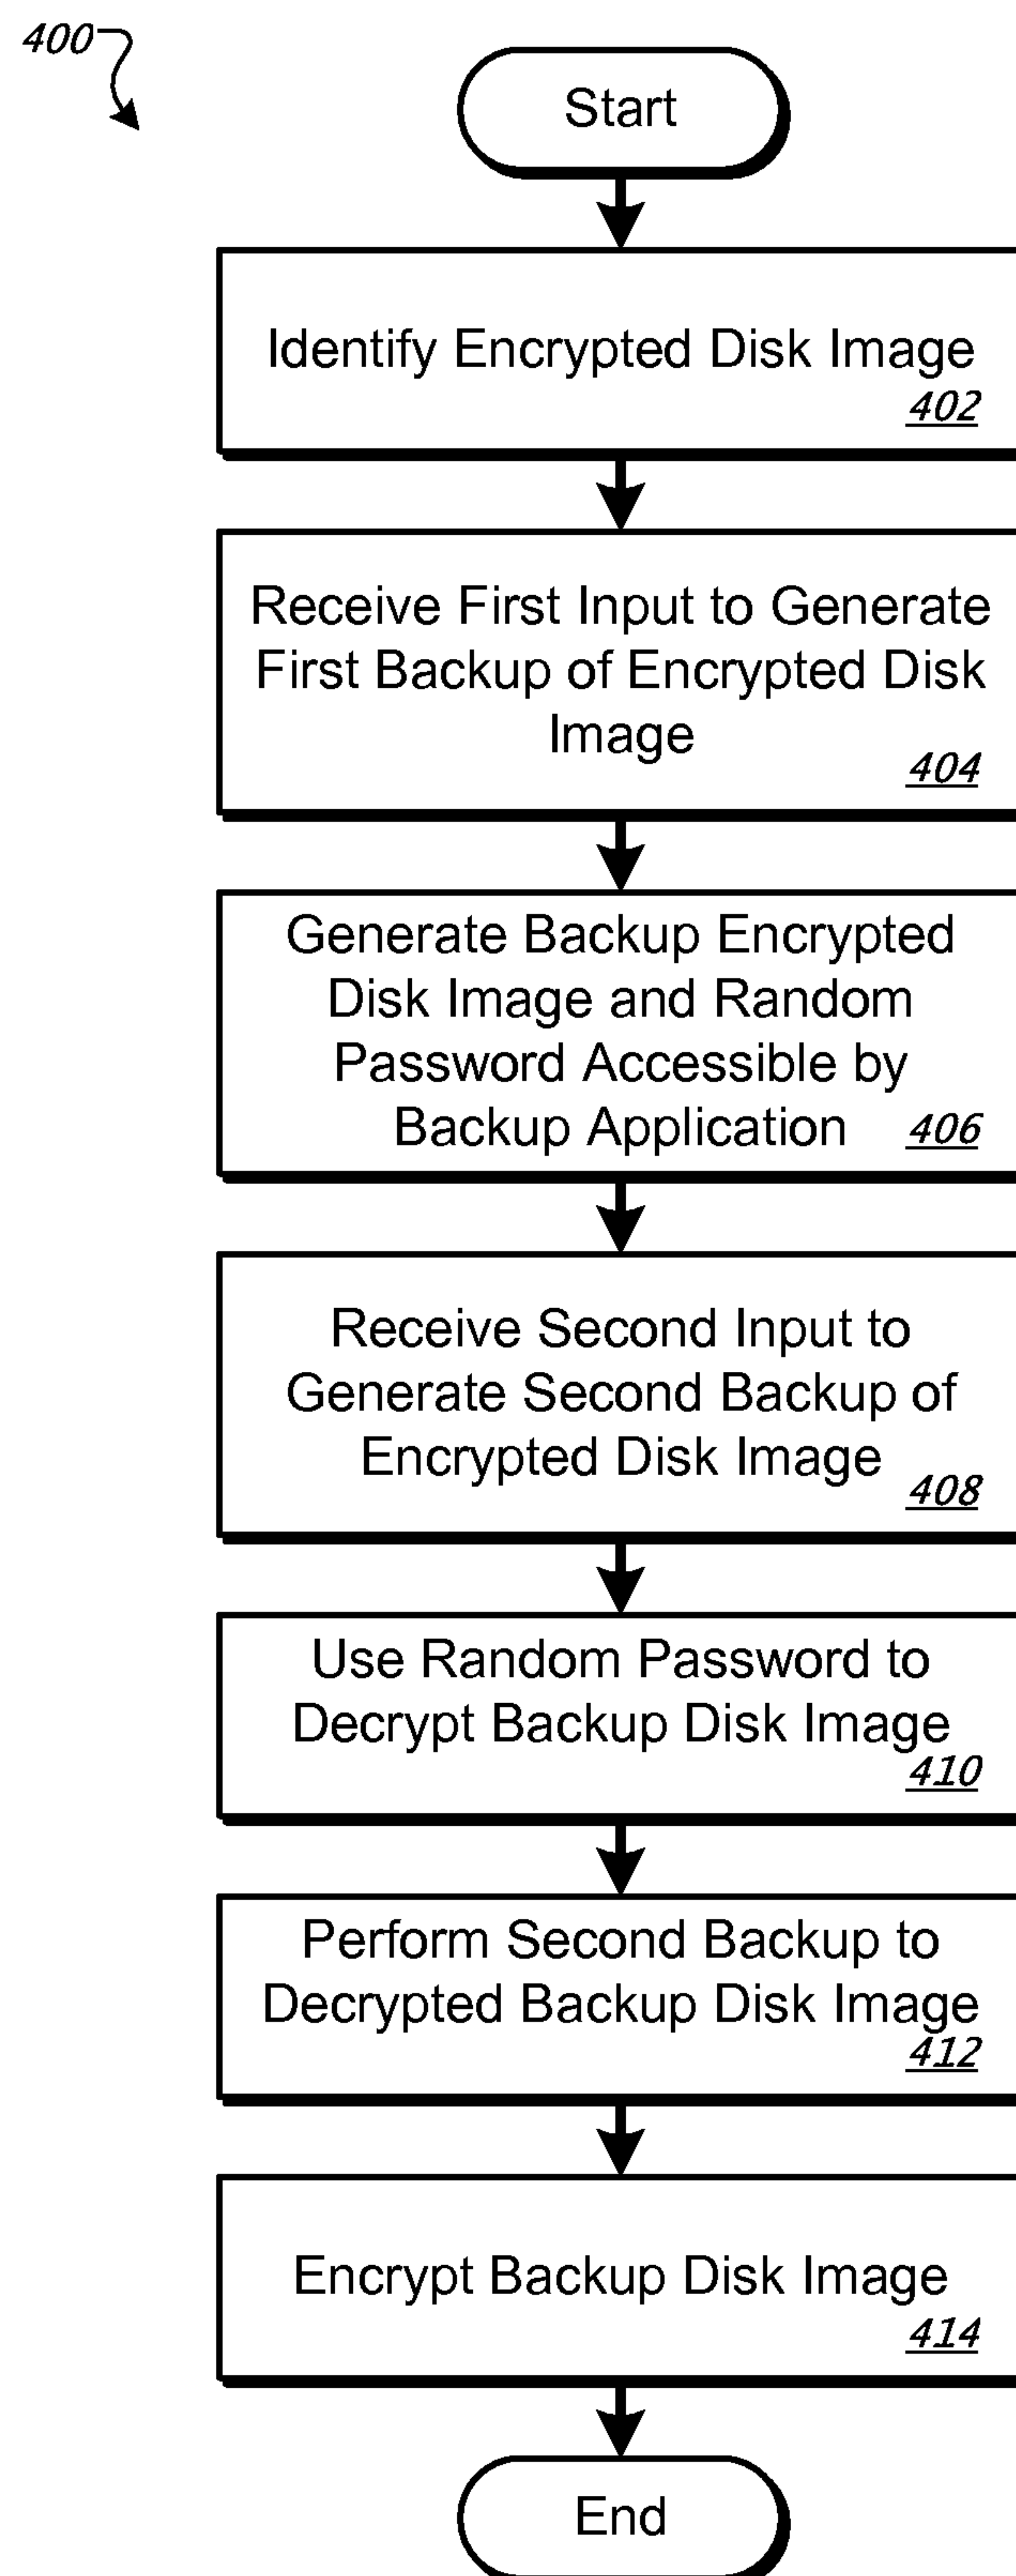 400
Start
Identify Encrypted Disk Image
402
Receive First Input to Generate
First Backup of Encrypted Disk
Image
404
Generate Backup Encrypted
Disk Image and Random
Password Accessible by
Backup Application
406
Receive Second Input to
Generate Second Backup of
Encrypted Disk Image
408
Use Random Password to
Decrypt Backup Disk Image
410
Perform Second Backup to
Decrypted Backup Disk Image
412
Encrypt Backup Disk Image
414
End